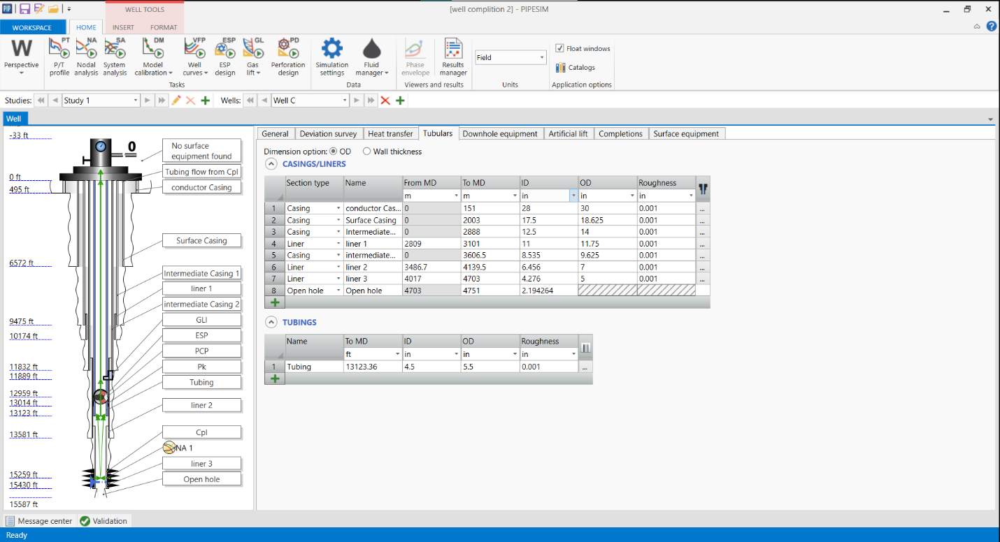 PIP WELL TOOLS [well complition 2] - PIPESIM
WORKSPACE HOME INSERT FORMAT
W PT NA SA DM VFP ESP GL PD
Perspective P/T profile Nodal analysis System analysis Model calibration Well curves ESP design Gas lift Perforation design Simulation settings Fluid manager Phase envelope Results manager Field Float windows
Catalogs
Tasks Data Viewers and results Units Application options
Studies: Study 1 Wells: Well C
Well
-33 ft
0 ft
495 ft
6572 ft
9475 ft
10174 ft
11832 ft
11889 ft
12959 ft
13014 ft
13123 ft
13581 ft
15259 ft
15430 ft
15587 ft
0
No surface
equipment found
Tubing flow from Cpl
conductor Casing
Surface Casing
Intermediate Casing 1
liner 1
intermediate Casing 2
GLI
ESP
PCP
Pk
Tubing
liner 2
Cpl
NA 1
liner 3
Open hole
General Deviation survey Heat transfer Tubulars Downhole equipment Artificial lift Completions Surface equipment
Dimension option: OD Wall thickness
CASINGS/LINERS
Section type Name From MD To MD ID OD Roughness
m m in in in
1 Casing conductor Cas... 0 151 28 30 0.001 ...
2 Casing Surface Casing 0 2003 17.5 18.625 0.001 ...
3 Casing Intermediate... 0 2888 12.5 14 0.001 ...
4 Liner liner 1 2809 3101 11 11.75 0.001 ...
5 Casing intermediate... 0 3606.5 8.535 9.625 0.001 ...
6 Liner liner 2 3486.7 4139.5 6.456 7 0.001 ...
7 Liner liner 3 4017 4703 4.276 5 0.001 ...
8 Open hole Open hole 4703 4751 2.194264
TUBINGS
Name To MD ID OD Roughness
ft in in in
1 Tubing 13123.36 4.5 5.5 0.001 ...
Message center Validation
Ready